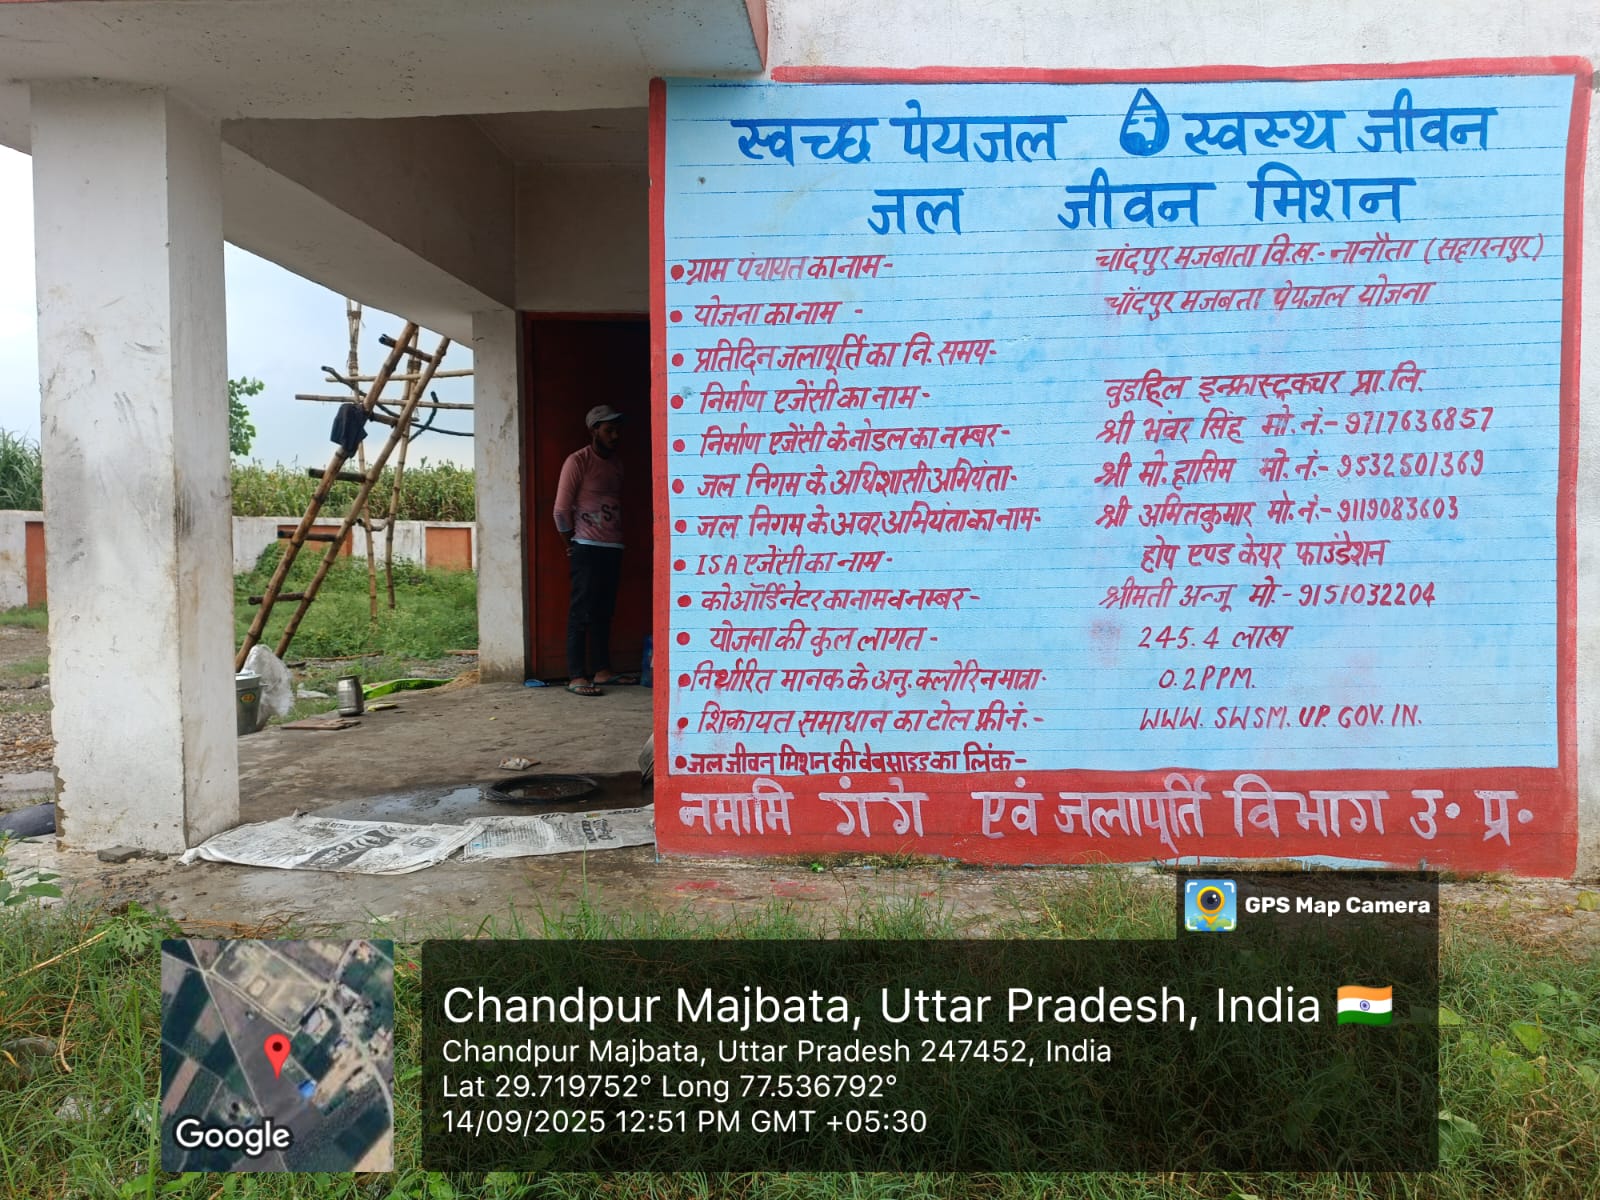 स्वच्छ पेयजल स्वस्थ जीवन
जल जीवन मिशन
•ग्राम पंचायत का नाम- चांदपुर मजबाता वि.ख.- नानौता (सहारनपुर)
• योजना का नाम - चाँदपुर मजबता पेयजल योजना
• प्रतिदिन जलापूर्ति का नि. समय-
• निर्माण एजेंसी का नाम- वुडहिल इन्फ्रास्ट्रक्चर प्रा.लि.
• निर्माण एजेंसी के नोडल का नम्बर- श्री भंवर सिंह मो. नं.- 9717636857
• जल निगम के अधिशासी अभियंता- श्री मो. हासिम मो. नं.- 9532501369
• जल निगम के अवर अभियंता का नाम- श्री अमित कुमार मो. नं.- 9119083603
• ISA एजेंसी का नाम- होप एण्ड केयर फाउंडेशन
• कोऑर्डिनेटर का नाम व नम्बर- श्रीमती अन्जू मो.- 9151032204
• योजना की कुल लागत- 245.4 लाख
•निर्धारित मानक के अनु. क्लोरिन मात्रा- 0.2PPM.
• शिकायत समाधान का टोल फ्री नं.- WWW. SWSM. UP. GOV. IN.
•जल जीवन मिशन की वेबसाइड का लिंक-
नमामि गंगे एवं जलापूर्ति विभाग उ॰ प्र॰
GPS Map Camera
Chandpur Majbata, Uttar Pradesh, India
Chandpur Majbata, Uttar Pradesh 247452, India
Lat 29.719752° Long 77.536792°
14/09/2025 12:51 PM GMT +05:30
Google